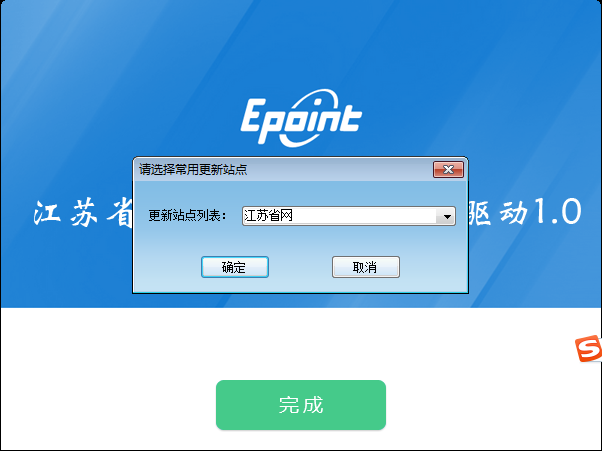 Epoint
请选择常用更新站点
江苏省
驱动1.0
更新站点列表：
江苏省网
确定
取消
S
完成